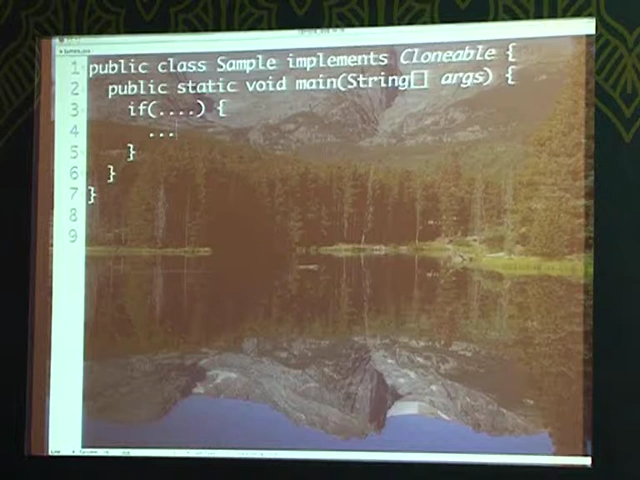 1 public class Sample implements Cloneable {
2 public static void main(String[] args) {
3 if(....) {
4 ...
5 }
6 }
7 }
8
9